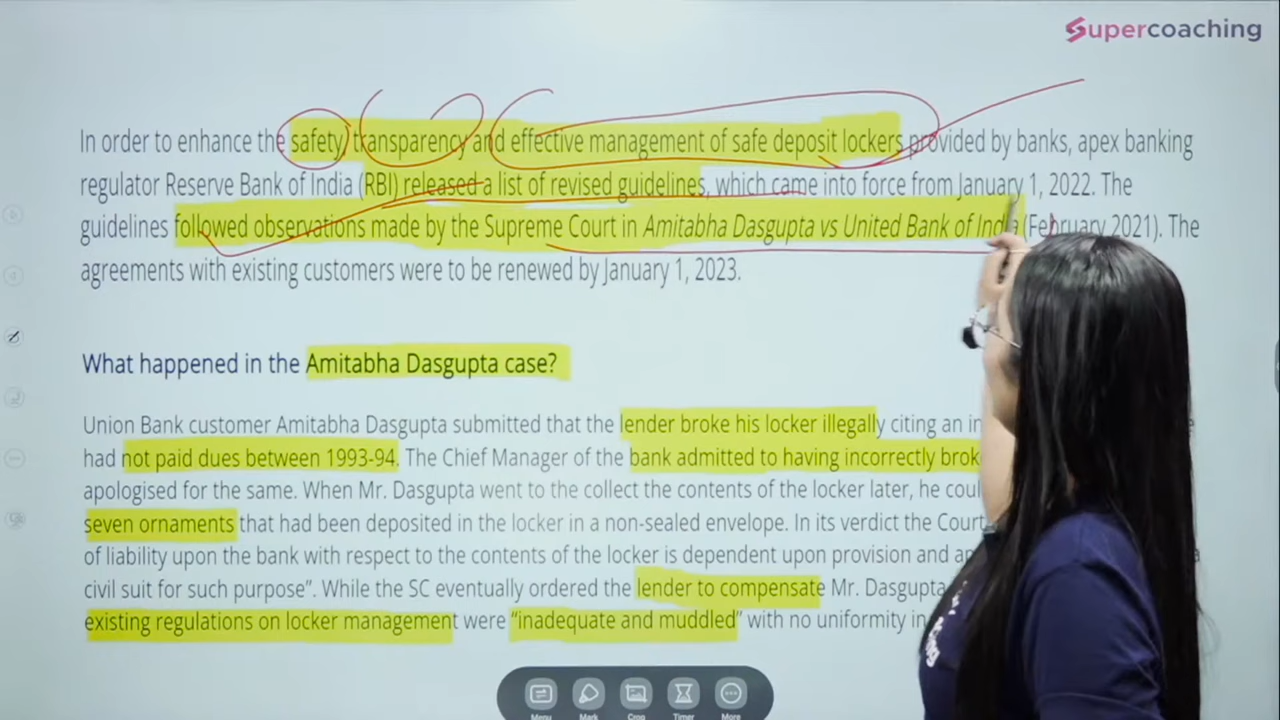 Supercoaching
In order to enhance the safety, transparency and effective management of safe deposit lockers provided by banks, apex banking
regulator Reserve Bank of India (RBI) released a list of revised guidelines, which came into force from January 1, 2022. The
guidelines followed observations made by the Supreme Court in Amitabha Dasgupta vs United Bank of India (February 2021). The
agreements with existing customers were to be renewed by January 1, 2023.
What happened in the Amitabha Dasgupta case?
Union Bank customer Amitabha Dasgupta submitted that the lender broke his locker illegally citing an
had not paid dues between 1993-94. The Chief Manager of the bank admitted to having incorrectly
apologised for the same. When Mr. Dasgupta went to the collect the contents of the locker later, he
seven ornaments that had been deposited in the locker in a non-sealed envelope. In its verdict the Court
of liability upon the bank with respect to the contents of the locker is dependent upon provision and
civil suit for such purpose". While the SC eventually ordered the lender to compensate Mr. Dasgupta
existing regulations on locker management were "inadequate and muddled" with no uniformity in
Menu Mark Crop Timer More